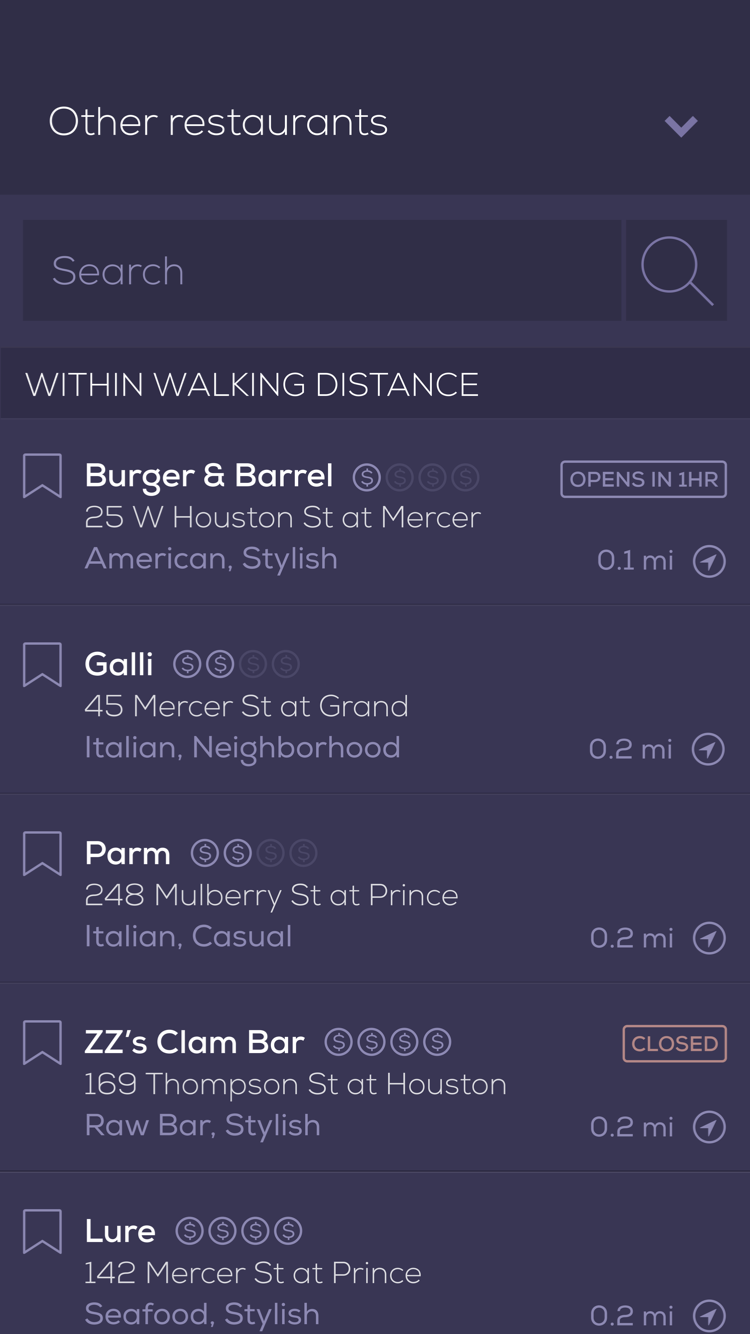 Other restaurants
Search
WITHIN WALKING DISTANCE
Burger & Barrel $$$$ OPENS IN 1HR
25 W Houston St at Mercer
American, Stylish 0.1 mi
Galli $$$$
45 Mercer St at Grand
Italian, Neighborhood 0.2 mi
Parm $$$$
248 Mulberry St at Prince
Italian, Casual 0.2 mi
ZZ's Clam Bar $$$$ CLOSED
169 Thompson St at Houston
Raw Bar, Stylish 0.2 mi
Lure $$$$
142 Mercer St at Prince
Seafood, Stylish 0.2 mi